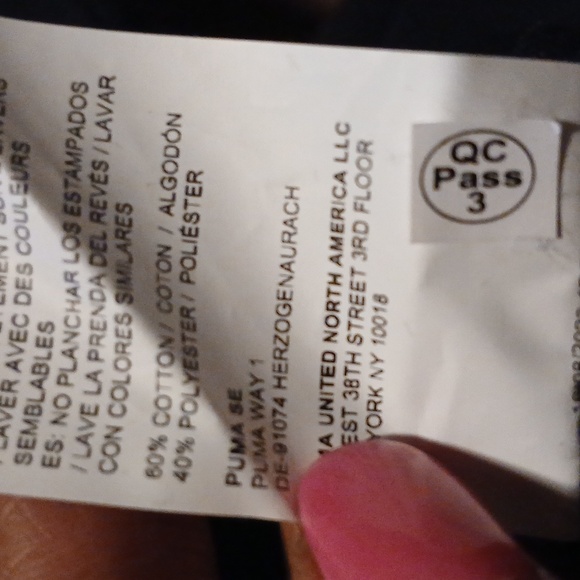 LAVER AVEC DES COULEURS
SEMBLABLES
ES: NO PLANCHAR LOS ESTAMPADOS
/ LAVE LA PRENDA DEL REVÉS / LAVAR
CON COLORES SIMILARES
60% COTTON / COTON / ALGODÓN
40% POLYESTER / POLIÉSTER
PUMA SE
PUMA WAY 1
DE-91074 HERZOGENAURACH
UNITED NORTH AMERICA LLC
EST 38TH STREET 3RD FLOOR
YORK NY 10018
QC
Pass
3